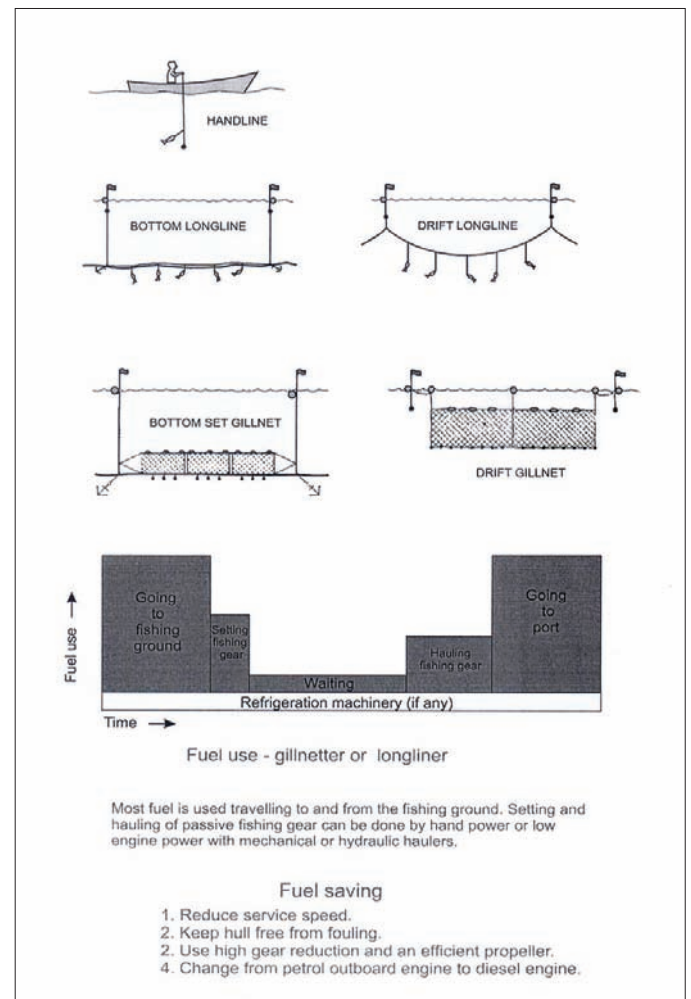 HANDLINE
BOTTOM LONGLINE
DRIFT LONGLINE
BOTTOM SET GILLNET
DRIFT GILLNET
Fuel use
Going
to
fishing
ground
Setting
fishing
gear
Waiting
Hauling
fishing gear
Going
to
port
Refrigeration machinery (if any)
Time
Fuel use - gillnetter or longliner
Most fuel is used travelling to and from the fishing ground. Setting and
hauling of passive fishing gear can be done by hand power or low
engine power with mechanical or hydraulic haulers.
Fuel saving
1. Reduce service speed.
2. Keep hull free from fouling.
2. Use high gear reduction and an efficient propeller.
4. Change from petrol outboard engine to diesel engine.